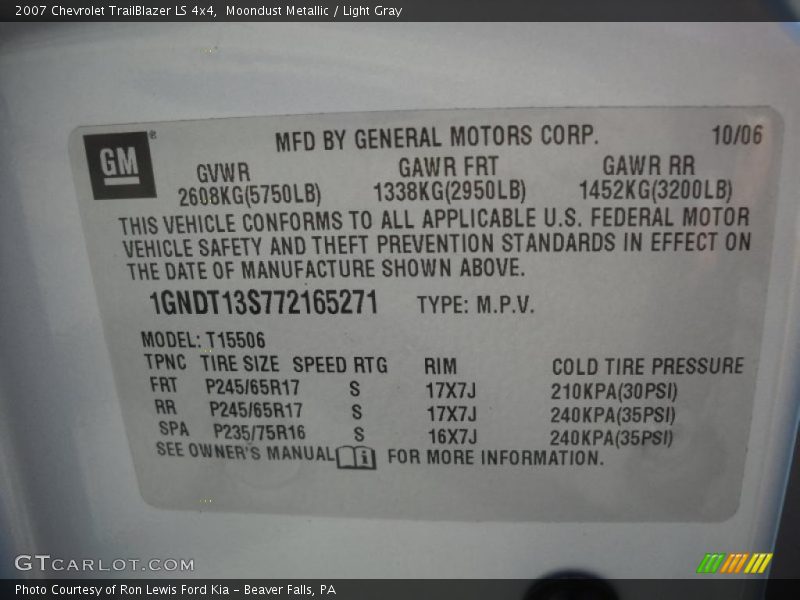 2007 Chevrolet TrailBlazer LS 4x4, Moondust Metallic / Light Gray
GM ®
MFD BY GENERAL MOTORS CORP. 10/06
GVWR GAWR FRT GAWR RR
2608KG(5750LB) 1338KG(2950LB) 1452KG(3200LB)
THIS VEHICLE CONFORMS TO ALL APPLICABLE U.S. FEDERAL MOTOR
VEHICLE SAFETY AND THEFT PREVENTION STANDARDS IN EFFECT ON
THE DATE OF MANUFACTURE SHOWN ABOVE.
1GNDT13S772165271 TYPE: M.P.V.
MODEL: T15506
TPNC TIRE SIZE SPEED RTG RIM COLD TIRE PRESSURE
FRT P245/65R17 S 17X7J 210KPA(30PSI)
RR P245/65R17 S 17X7J 240KPA(35PSI)
SPA P235/75R16 S 16X7J 240KPA(35PSI)
SEE OWNER'S MANUAL i FOR MORE INFORMATION.
GTCARLOT.COM
Photo Courtesy of Ron Lewis Ford Kia - Beaver Falls, PA